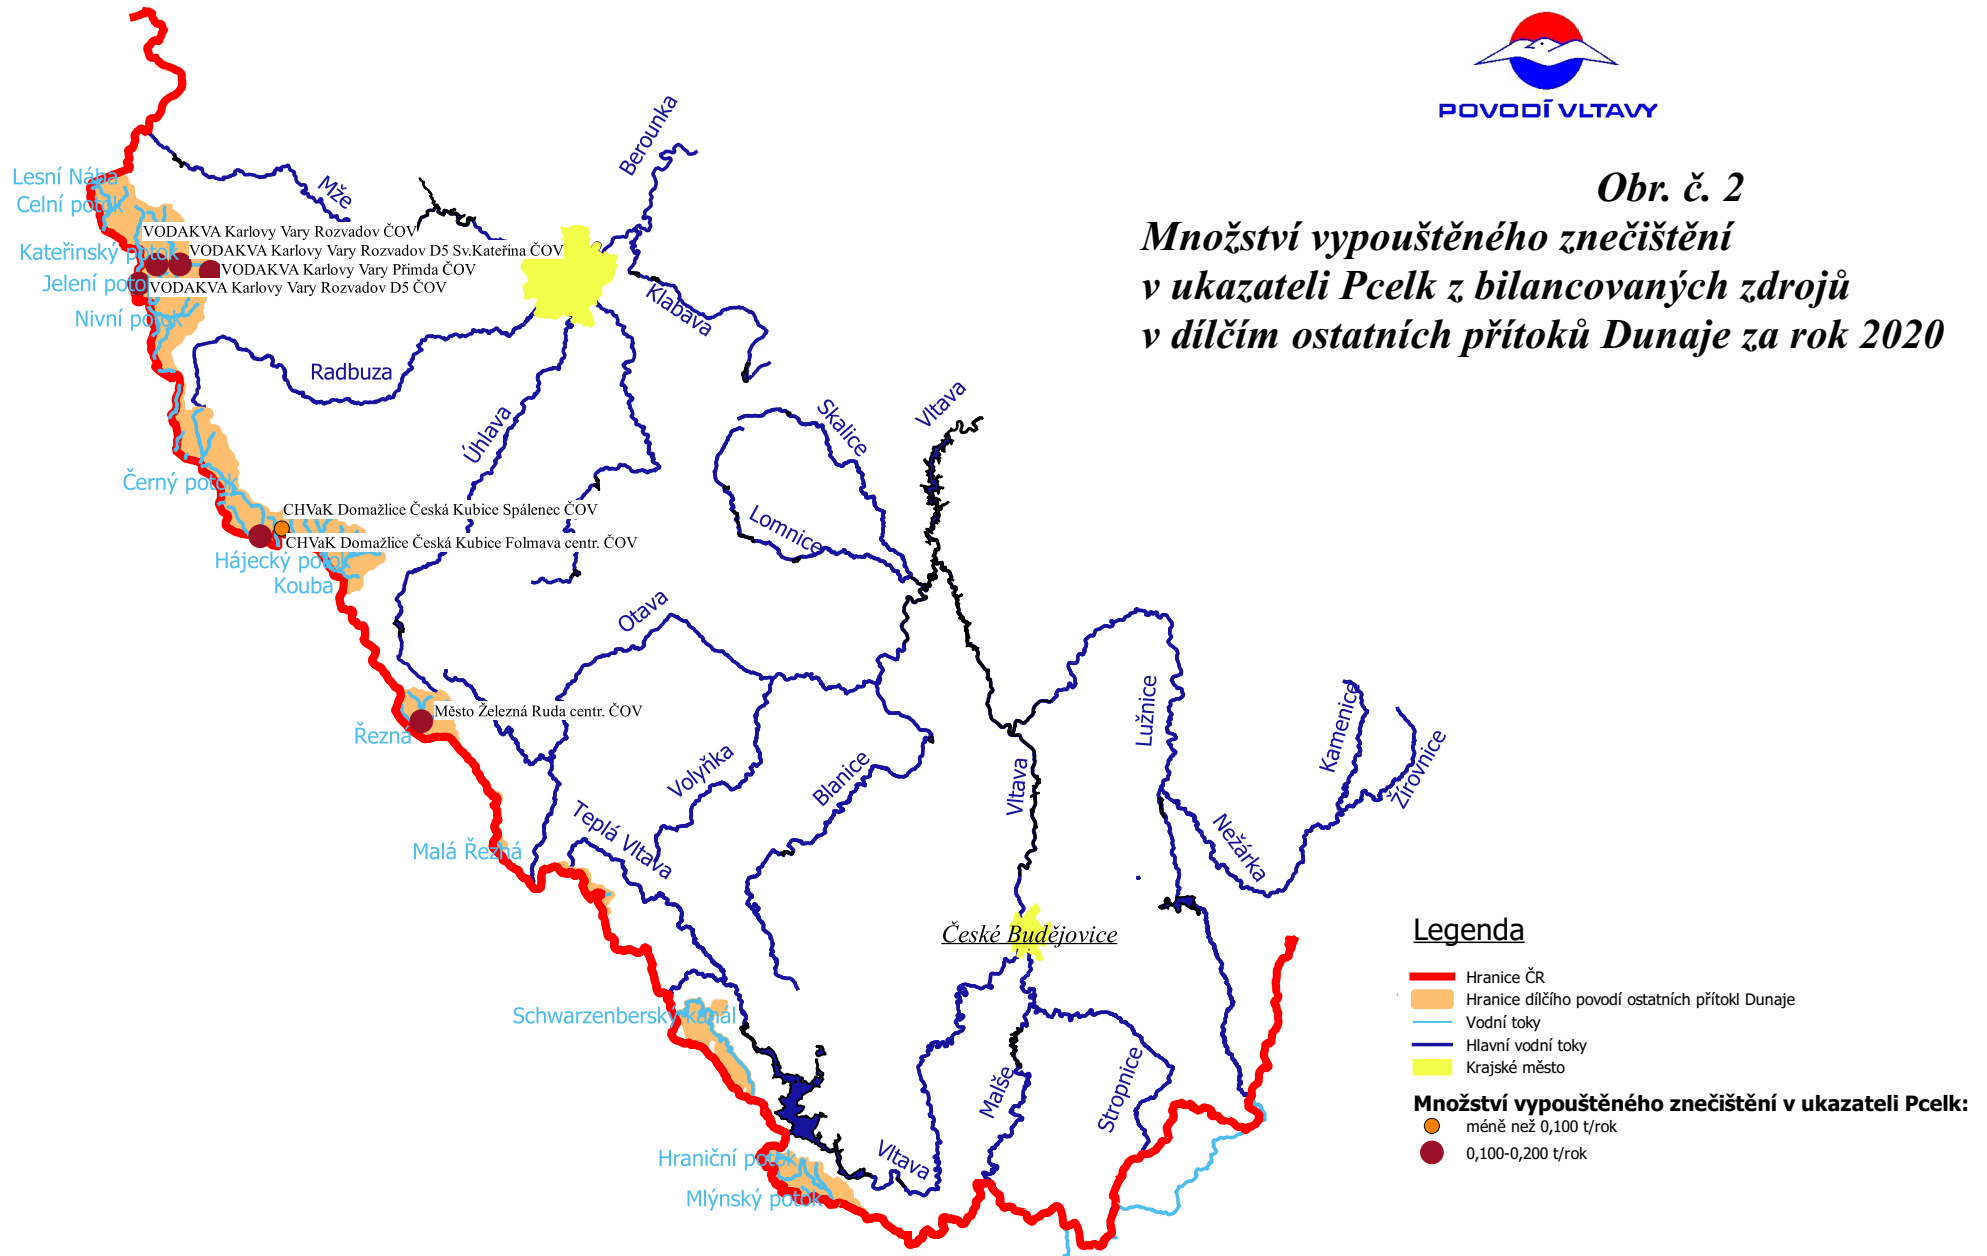 POVODÍ VLTAVY
Obr. č. 2
Množství vypouštěného znečištění
v ukazateli Pcelk z bilancovaných zdrojů
v dílčím ostatních přítoků Dunaje za rok 2020
Berounka
Mže
Lesní Nába
Celní potok
VODAKVA Karlovy Vary Rozvadov ČOV
Kateřinský potok
VODAKVA Karlovy Vary Rozvadov D5 Sv.Kateřina ČOV
VODAKVA Karlovy Vary Přimda ČOV
Jelení potok
VODAKVA Karlovy Vary Rozvadov D5 ČOV
Nivní potok
Klabava
Radbuza
Úhlava
Skalice
Vltava
Černý potok
CHVaK Domažlice Česká Kubice Spálenec ČOV
Lomnice
CHVaK Domažlice Česká Kubice Folmava centr. ČOV
Hájecký potok
Kouba
Otava
Město Železná Ruda centr. ČOV
Řezná
Lužnice
Kamenice
Žírovnice
Volyňka
Blanice
Vltava
Teplá Vltava
Malá Řezná
Nežárka
České Budějovice
Schwarzenberský kanál
Malše
Stropnice
Hraniční potok
Vltava
Mlýnský potok
Legenda
Hranice ČR
Hranice dílčího povodí ostatních přítokl Dunaje
Vodní toky
Hlavní vodní toky
Krajské město
Množství vypouštěného znečištění v ukazateli Pcelk:
méně než 0,100 t/rok
0,100-0,200 t/rok